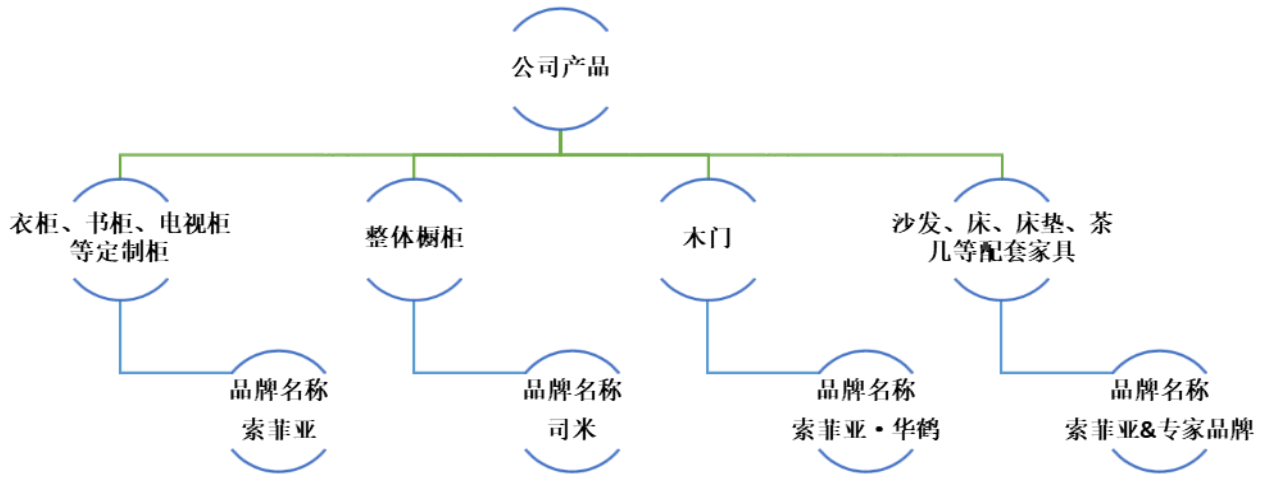 公司产品
衣柜、书柜、电视柜
等定制柜
整体橱柜
木门
沙发、床、床垫、茶
几等配套家具
品牌名称
索菲亚
品牌名称
司米
品牌名称
索菲亚·华鹤
品牌名称
索菲亚&专家品牌